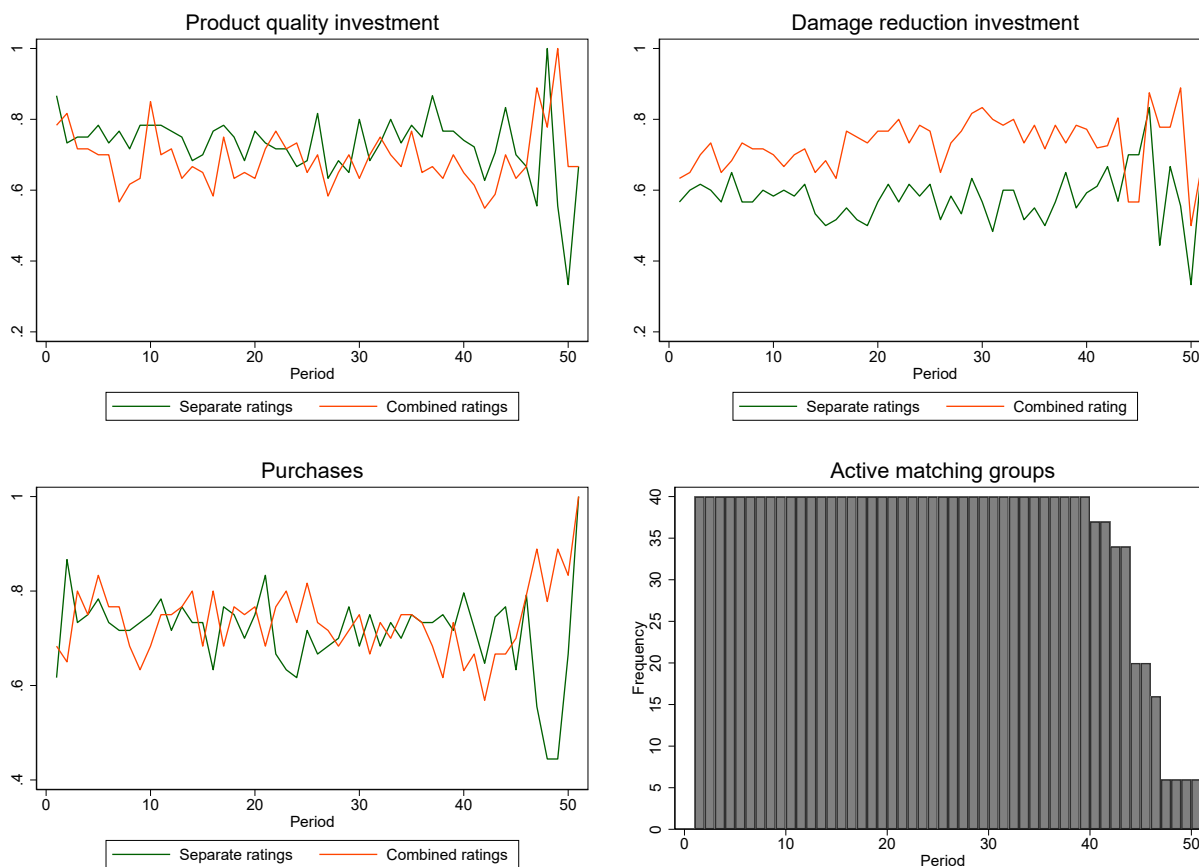 Product quality investment
1
.8
.6
.4
.2
0 10 20 30 40 50
Period
Separate ratings Combined ratings
Damage reduction investment
1
.8
.6
.4
.2
0 10 20 30 40 50
Period
Separate ratings Combined rating
Purchases
1
.8
.6
.4
0 10 20 30 40 50
Period
Separate ratings Combined ratings
Active matching groups
Frequency
40
35
30
25
20
15
10
5
0
0 10 20 30 40 50
Period